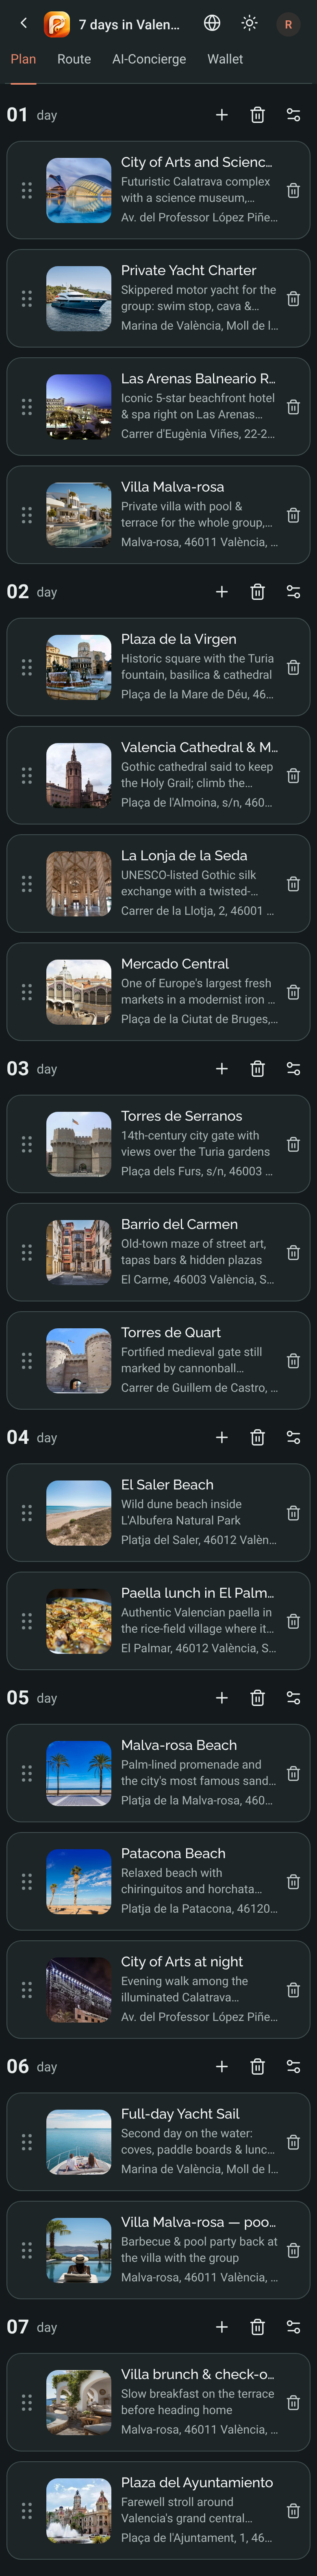 7 days in Valen...
R
Plan Route AI-Concierge Wallet
01 day
City of Arts and Scienc...
Futuristic Calatrava complex
with a science museum,...
Av. del Professor López Piñe...
Private Yacht Charter
Skippered motor yacht for the
group: swim stop, cava &...
Marina de València, Moll de l...
Las Arenas Balneario R...
Iconic 5-star beachfront hotel
& spa right on Las Arenas...
Carrer d'Eugènia Viñes, 22-2...
Villa Malva-rosa
Private villa with pool &
terrace for the whole group,...
Malva-rosa, 46011 València, ...
02 day
Plaza de la Virgen
Historic square with the Turia
fountain, basilica & cathedral
Plaça de la Mare de Déu, 46...
Valencia Cathedral & M...
Gothic cathedral said to keep
the Holy Grail; climb the...
Plaça de l'Almoina, s/n, 460...
La Lonja de la Seda
UNESCO-listed Gothic silk
exchange with a twisted-...
Carrer de la Llotja, 2, 46001 ...
Mercado Central
One of Europe's largest fresh
markets in a modernist iron ...
Plaça de la Ciutat de Bruges,...
03 day
Torres de Serranos
14th-century city gate with
views over the Turia gardens
Plaça dels Furs, s/n, 46003 ...
Barrio del Carmen
Old-town maze of street art,
tapas bars & hidden plazas
El Carme, 46003 València, S...
Torres de Quart
Fortified medieval gate still
marked by cannonball...
Carrer de Guillem de Castro, ...
04 day
El Saler Beach
Wild dune beach inside
L'Albufera Natural Park
Platja del Saler, 46012 Valèn...
Paella lunch in El Palm...
Authentic Valencian paella in
the rice-field village where it...
El Palmar, 46012 València, S...
05 day
Malva-rosa Beach
Palm-lined promenade and
the city's most famous sand...
Platja de la Malva-rosa, 460...
Patacona Beach
Relaxed beach with
chiringuitos and horchata...
Platja de la Patacona, 46120...
City of Arts at night
Evening walk among the
illuminated Calatrava...
Av. del Professor López Piñe...
06 day
Full-day Yacht Sail
Second day on the water:
coves, paddle boards & lunc...
Marina de València, Moll de l...
Villa Malva-rosa — poo...
Barbecue & pool party back at
the villa with the group
Malva-rosa, 46011 València, ...
07 day
Villa brunch & check-o...
Slow breakfast on the terrace
before heading home
Malva-rosa, 46011 València, ...
Plaza del Ayuntamiento
Farewell stroll around
Valencia's grand central...
Plaça de l'Ajuntament, 1, 46...